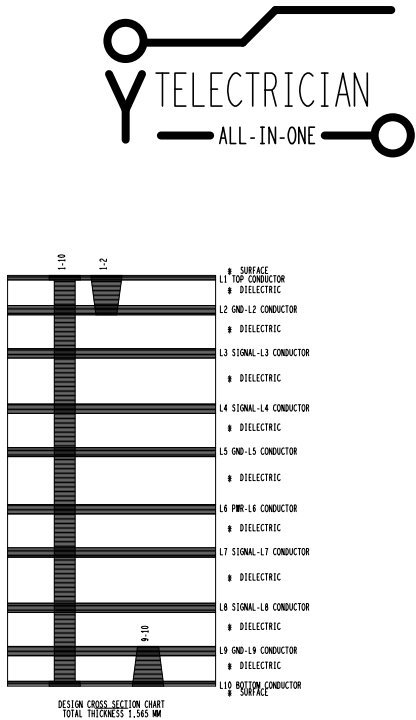 YTELECTRICIAN
ALL-IN-ONE
1-10
1-2
* SURFACE
L1 TOP CONDUCTOR
* DIELECTRIC
L2 GND-L2 CONDUCTOR
* DIELECTRIC
L3 SIGNAL-L3 CONDUCTOR
* DIELECTRIC
L4 SIGNAL-L4 CONDUCTOR
* DIELECTRIC
L5 GND-L5 CONDUCTOR
* DIELECTRIC
L6 PWR-L6 CONDUCTOR
* DIELECTRIC
L7 SIGNAL-L7 CONDUCTOR
* DIELECTRIC
L8 SIGNAL-L8 CONDUCTOR
* DIELECTRIC
9-10
L9 GND-L9 CONDUCTOR
* DIELECTRIC
L10 BOTTOM CONDUCTOR
* SURFACE
DESIGN CROSS SECTION CHART
TOTAL THICKNESS 1,565 MM